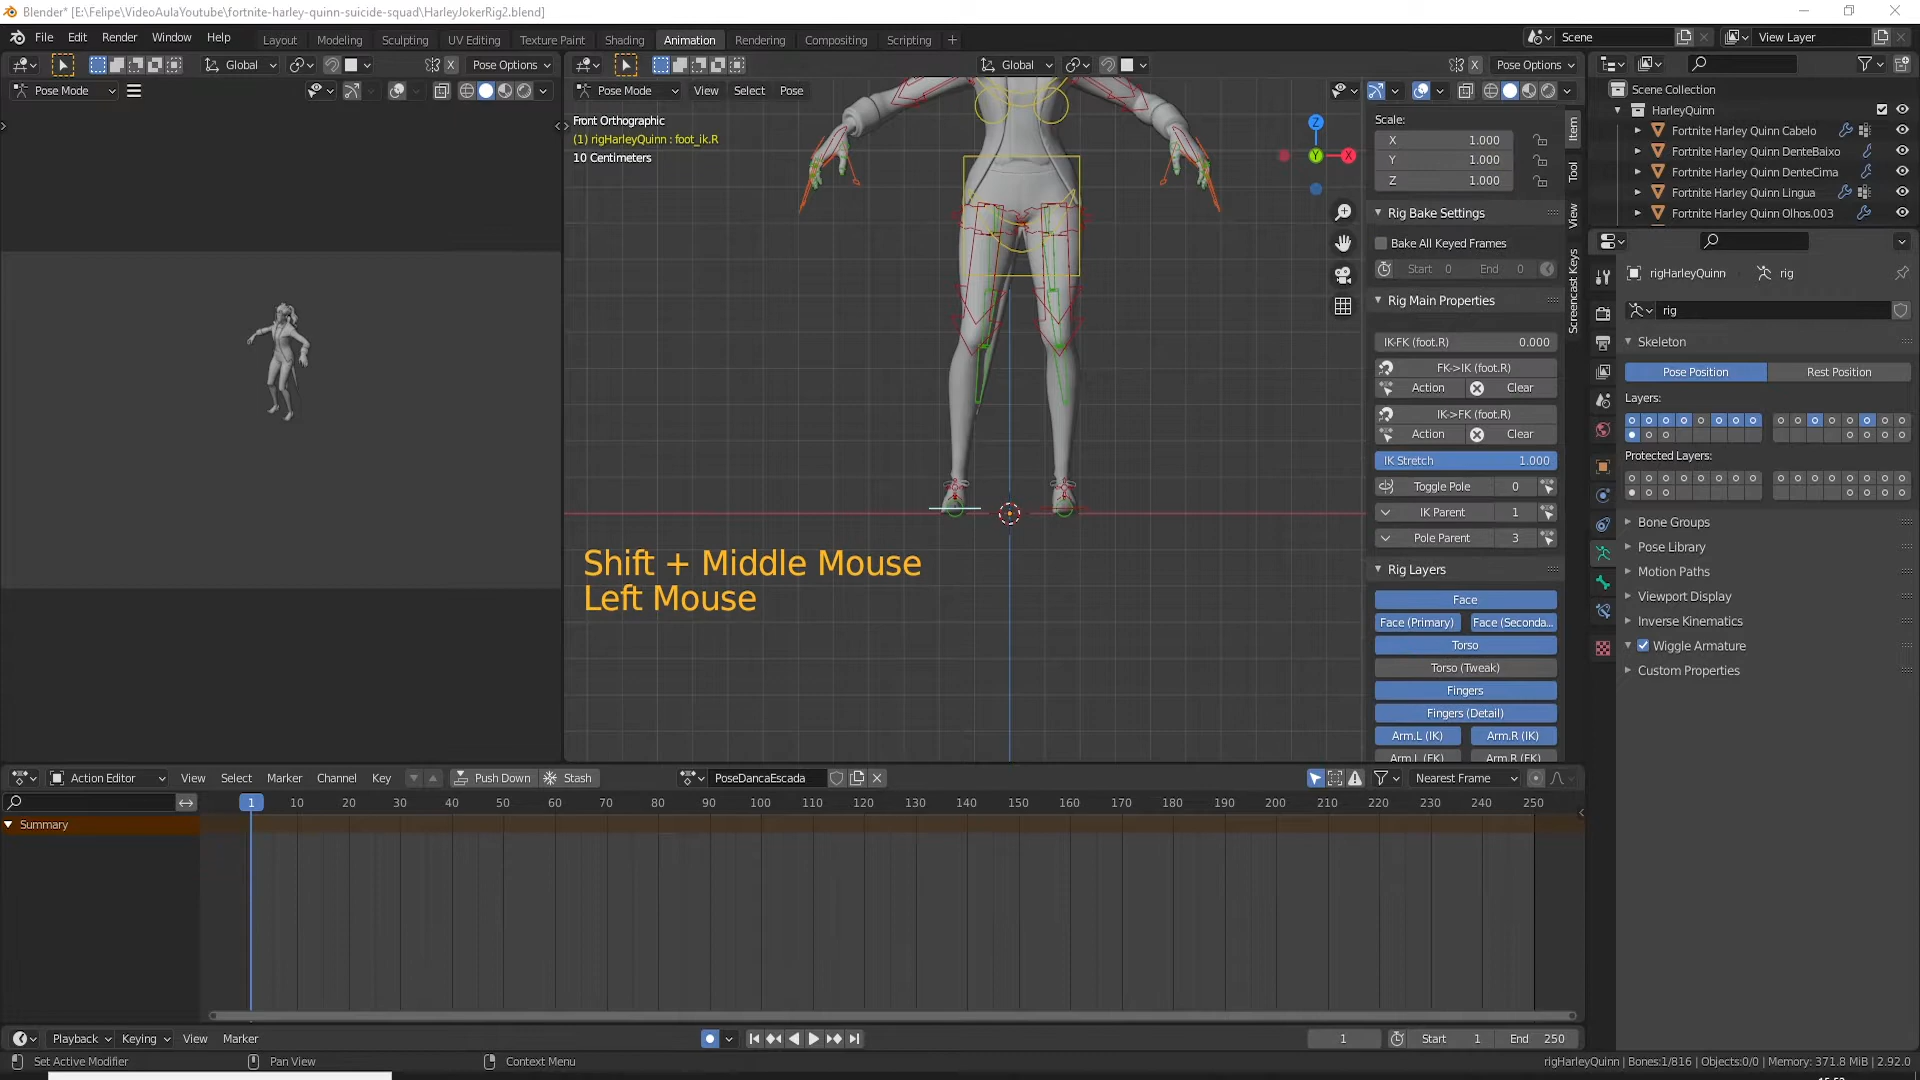 Blender* [E:\Felipe\VideoAulaYoutube\fortnite-harley-quinn-suicide-squad\HarleyJokerRig2.blend]
File Edit Render Window Help
Layout Modeling Sculpting UV Editing Texture Paint Shading Animation Rendering Compositing Scripting +
Scene
View Layer
Global
X
Pose Options
Global
X
Pose Options
Pose Mode
Pose Mode
View Select Pose
Front Orthographic
(1) rigHarleyQuinn : foot_ik.R
10 Centimeters
Z
Y
X
Shift + Middle Mouse
Left Mouse
Scale:
X 1.000
Y 1.000
Z 1.000
Rig Bake Settings
Bake All Keyed Frames
Start 0 End 0
Rig Main Properties
IK-FK (foot.R) 0.000
FK->IK (foot.R)
Action Clear
IK->FK (foot.R)
Action Clear
IK Stretch 1.000
Toggle Pole 0
IK Parent 1
Pole Parent 3
Rig Layers
Face
Face (Primary) Face (Seconda...
Torso
Torso (Tweak)
Fingers
Fingers (Detail)
Arm.L (IK) Arm.R (IK)
Arm.L (FK) Arm.R (FK)
Item
Tool
View
Screencast Keys
Scene Collection
HarleyQuinn
Fortnite Harley Quinn Cabelo
Fortnite Harley Quinn DenteBaixo
Fortnite Harley Quinn DenteCima
Fortnite Harley Quinn Lingua
Fortnite Harley Quinn Olhos.003
rigHarleyQuinn rig
rig
Skeleton
Pose Position Rest Position
Layers:
Protected Layers:
Bone Groups
Pose Library
Motion Paths
Viewport Display
Inverse Kinematics
Wiggle Armature
Custom Properties
Action Editor View Select Marker Channel Key Push Down Stash PoseDancaEscada Nearest Frame
1 10 20 30 40 50 60 70 80 90 100 110 120 130 140 150 160 170 180 190 200 210 220 230 240 250
Summary
Playback Keying View Marker
1 Start 1 End 250
Set Active Modifier Pan View Context Menu
rigHarleyQuinn | Bones:1/816 | Objects:0/0 | Memory: 371.8 MiB | 2.92.0